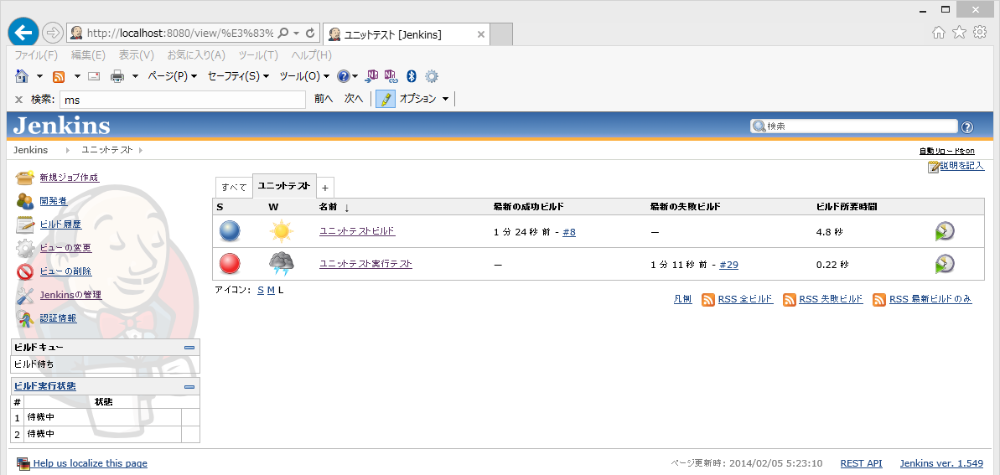 http://localhost:8080/view/%E3%83% ユニットテスト [Jenkins]
ファイル(F) 編集(E) 表示(V) お気に入り(A) ツール(T) ヘルプ(H)
ページ(P) セーフティ(S) ツール(O)
検索: ms 前へ 次へ オプション
Jenkins 検索
Jenkins ユニットテスト 自動リロードをon
説明を記入
新規ジョブ作成
開発者
ビルド履歴
ビューの変更
ビューの削除
Jenkinsの管理
認証情報
ビルドキュー
ビルド待ち
ビルド実行状態
# 状態
1 待機中
2 待機中
すべて ユニットテスト +
S W 名前 ↓ 最新の成功ビルド 最新の失敗ビルド ビルド所要時間
ユニットテストビルド 1 分 24 秒 前 - #8 — 4.8 秒
ユニットテスト実行テスト — 1 分 11 秒 前 - #29 0.22 秒
アイコン: S M L
凡例 RSS 全ビルド RSS 失敗ビルド RSS 最新ビルドのみ
Help us localize this page ページ更新時: 2014/02/05 5:23:10 REST API Jenkins ver. 1.549